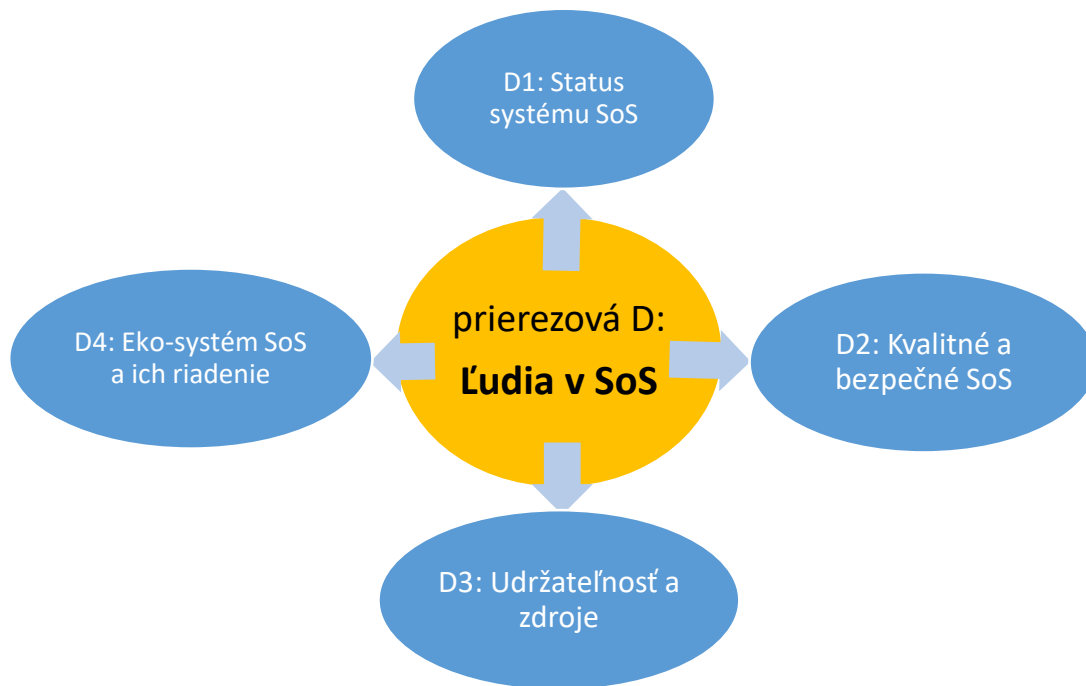 D1: Status
systému SoS
prierezová D:
Ľudia v SoS
D4: Eko-systém SoS
a ich riadenie
D2: Kvalitné a
bezpečné SoS
D3: Udržateľnosť a
zdroje